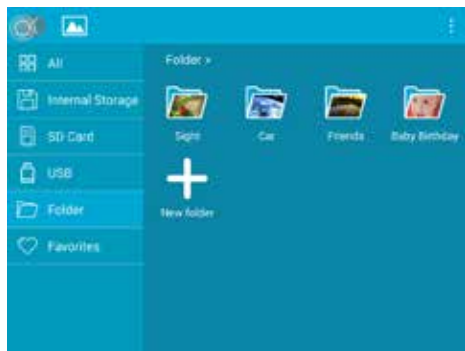 All
Internal Storage
SD Card
USB
Folder
Favorites
Folder >
Sight
Car
Friends
Baby Birthday
New folder